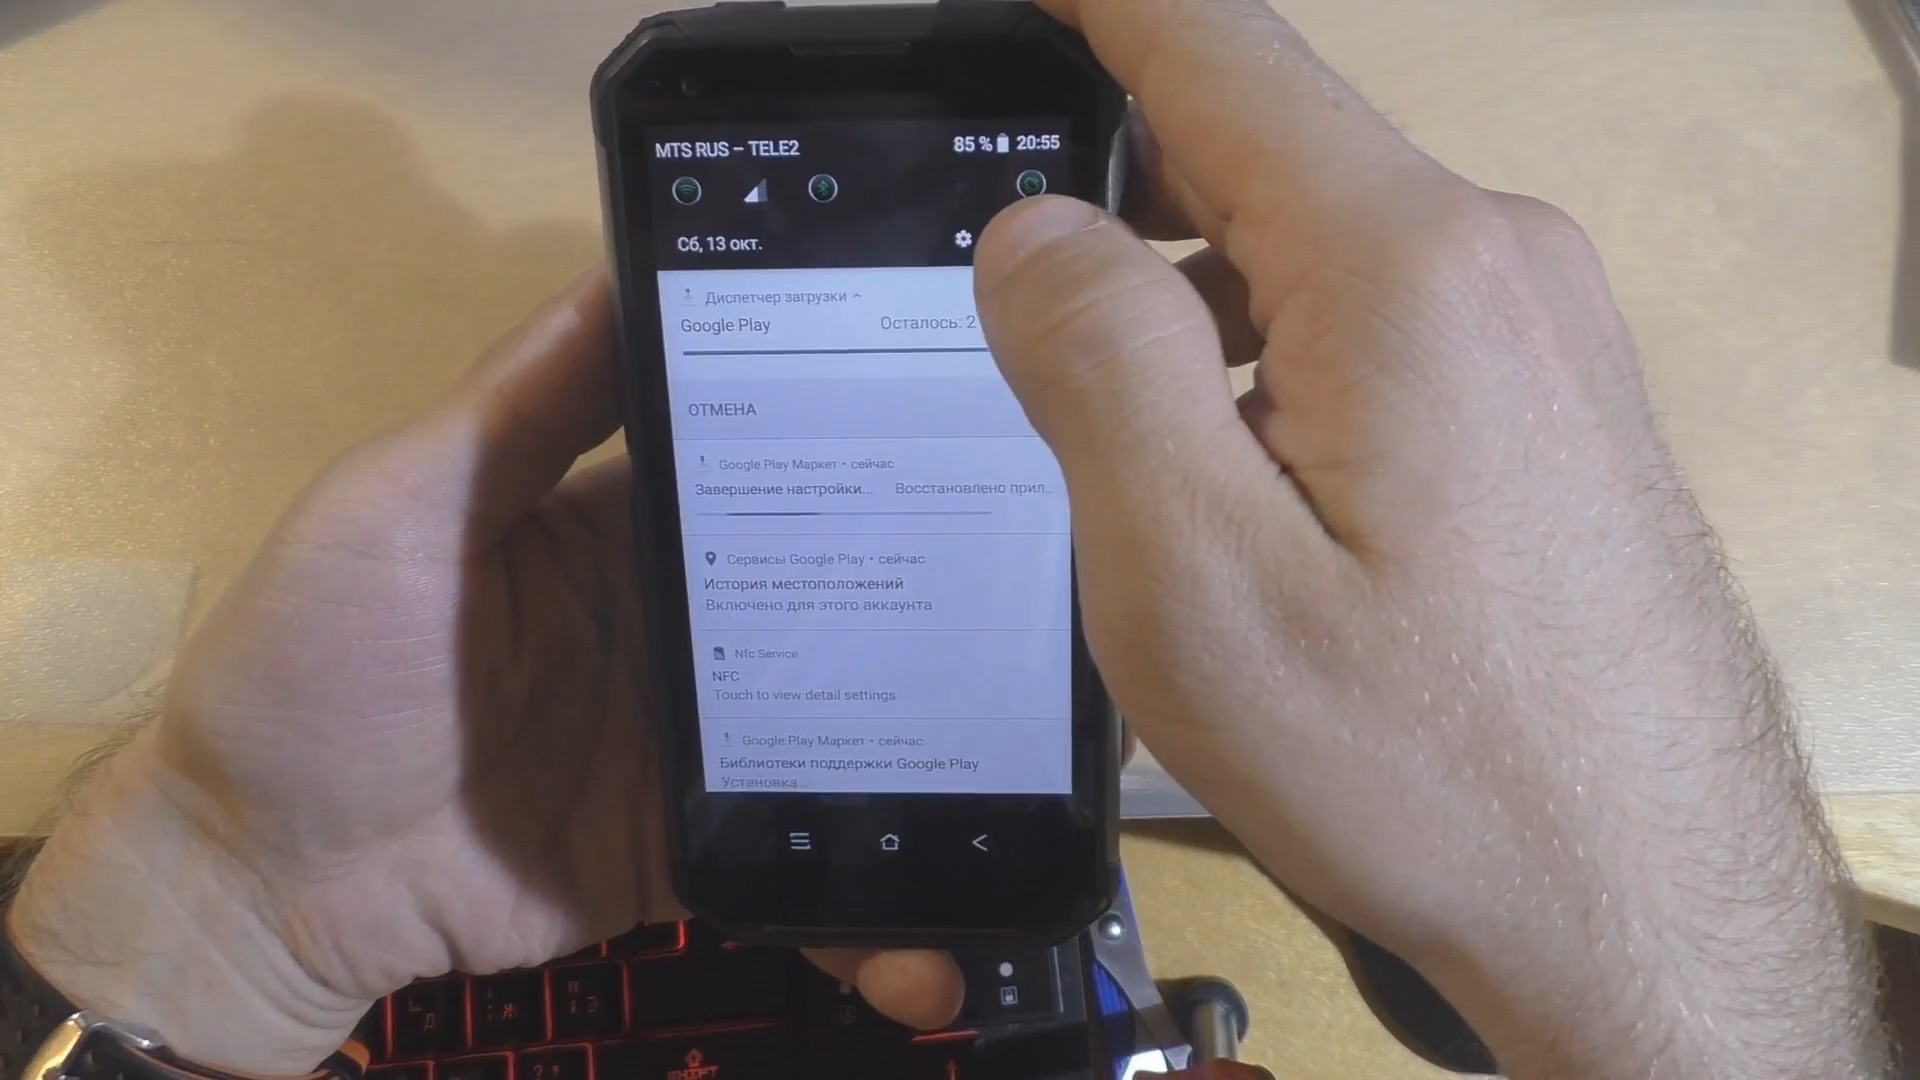 MTS RUS – TELE2 85 % 20:55
Сб, 13 окт.
Диспетчер загрузки
Google Play Осталось: 2
ОТМЕНА
Google Play Маркет • сейчас
Завершение настройки... Восстановлено прил...
Сервисы Google Play • сейчас
История местоположений
Включено для этого аккаунта
Nfc Service
NFC
Touch to view detail settings
Google Play Маркет • сейчас
Библиотеки поддержки Google Play
Установка...
Д Ж Э
SHIFT